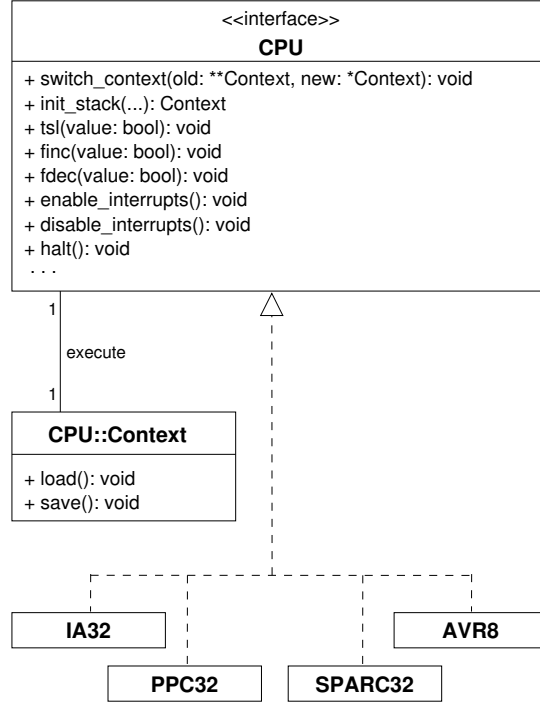 <<interface>>
CPU
+ switch_context(old: **Context, new: *Context): void
+ init_stack(...): Context
+ tsl(value: bool): void
+ finc(value: bool): void
+ fdec(value: bool): void
+ enable_interrupts(): void
+ disable_interrupts(): void
+ halt(): void
. . .
1
execute
1
CPU::Context
+ load(): void
+ save(): void
IA32
AVR8
PPC32
SPARC32